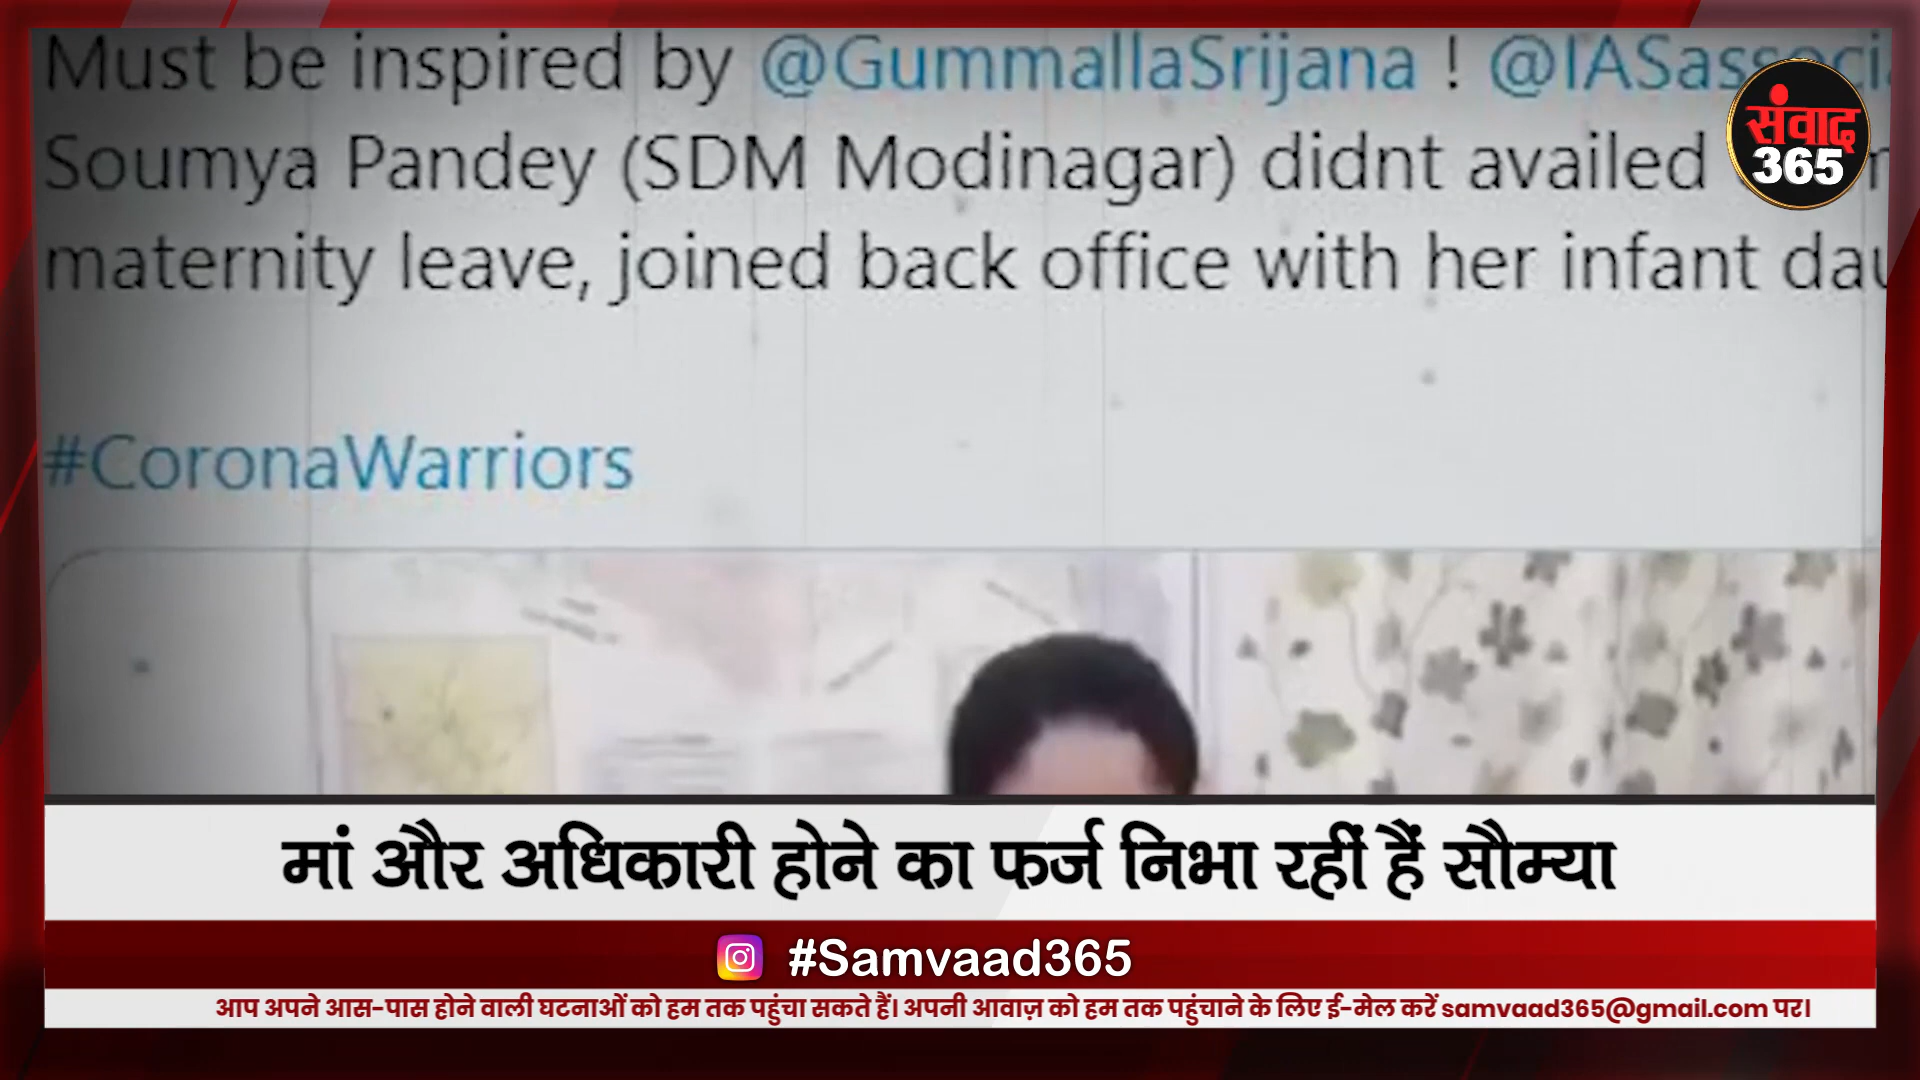 Must be inspired by @GummallaSrijana ! @IASassoci
संवाद
365
Soumya Pandey (SDM Modinagar) didnt availed
maternity leave, joined back office with her infant
#CoronaWarriors
मां और अधिकारी होने का फर्ज निभा रहीं हैं सौम्या
#Samvaad365
आप अपने आस-पास होने वाली घटनाओं को हम तक पहुंचा सकते हैं। अपनी आवाज़ को हम तक पहुंचाने के लिए ई-मेल करें samvaad365@gmail.com पर।